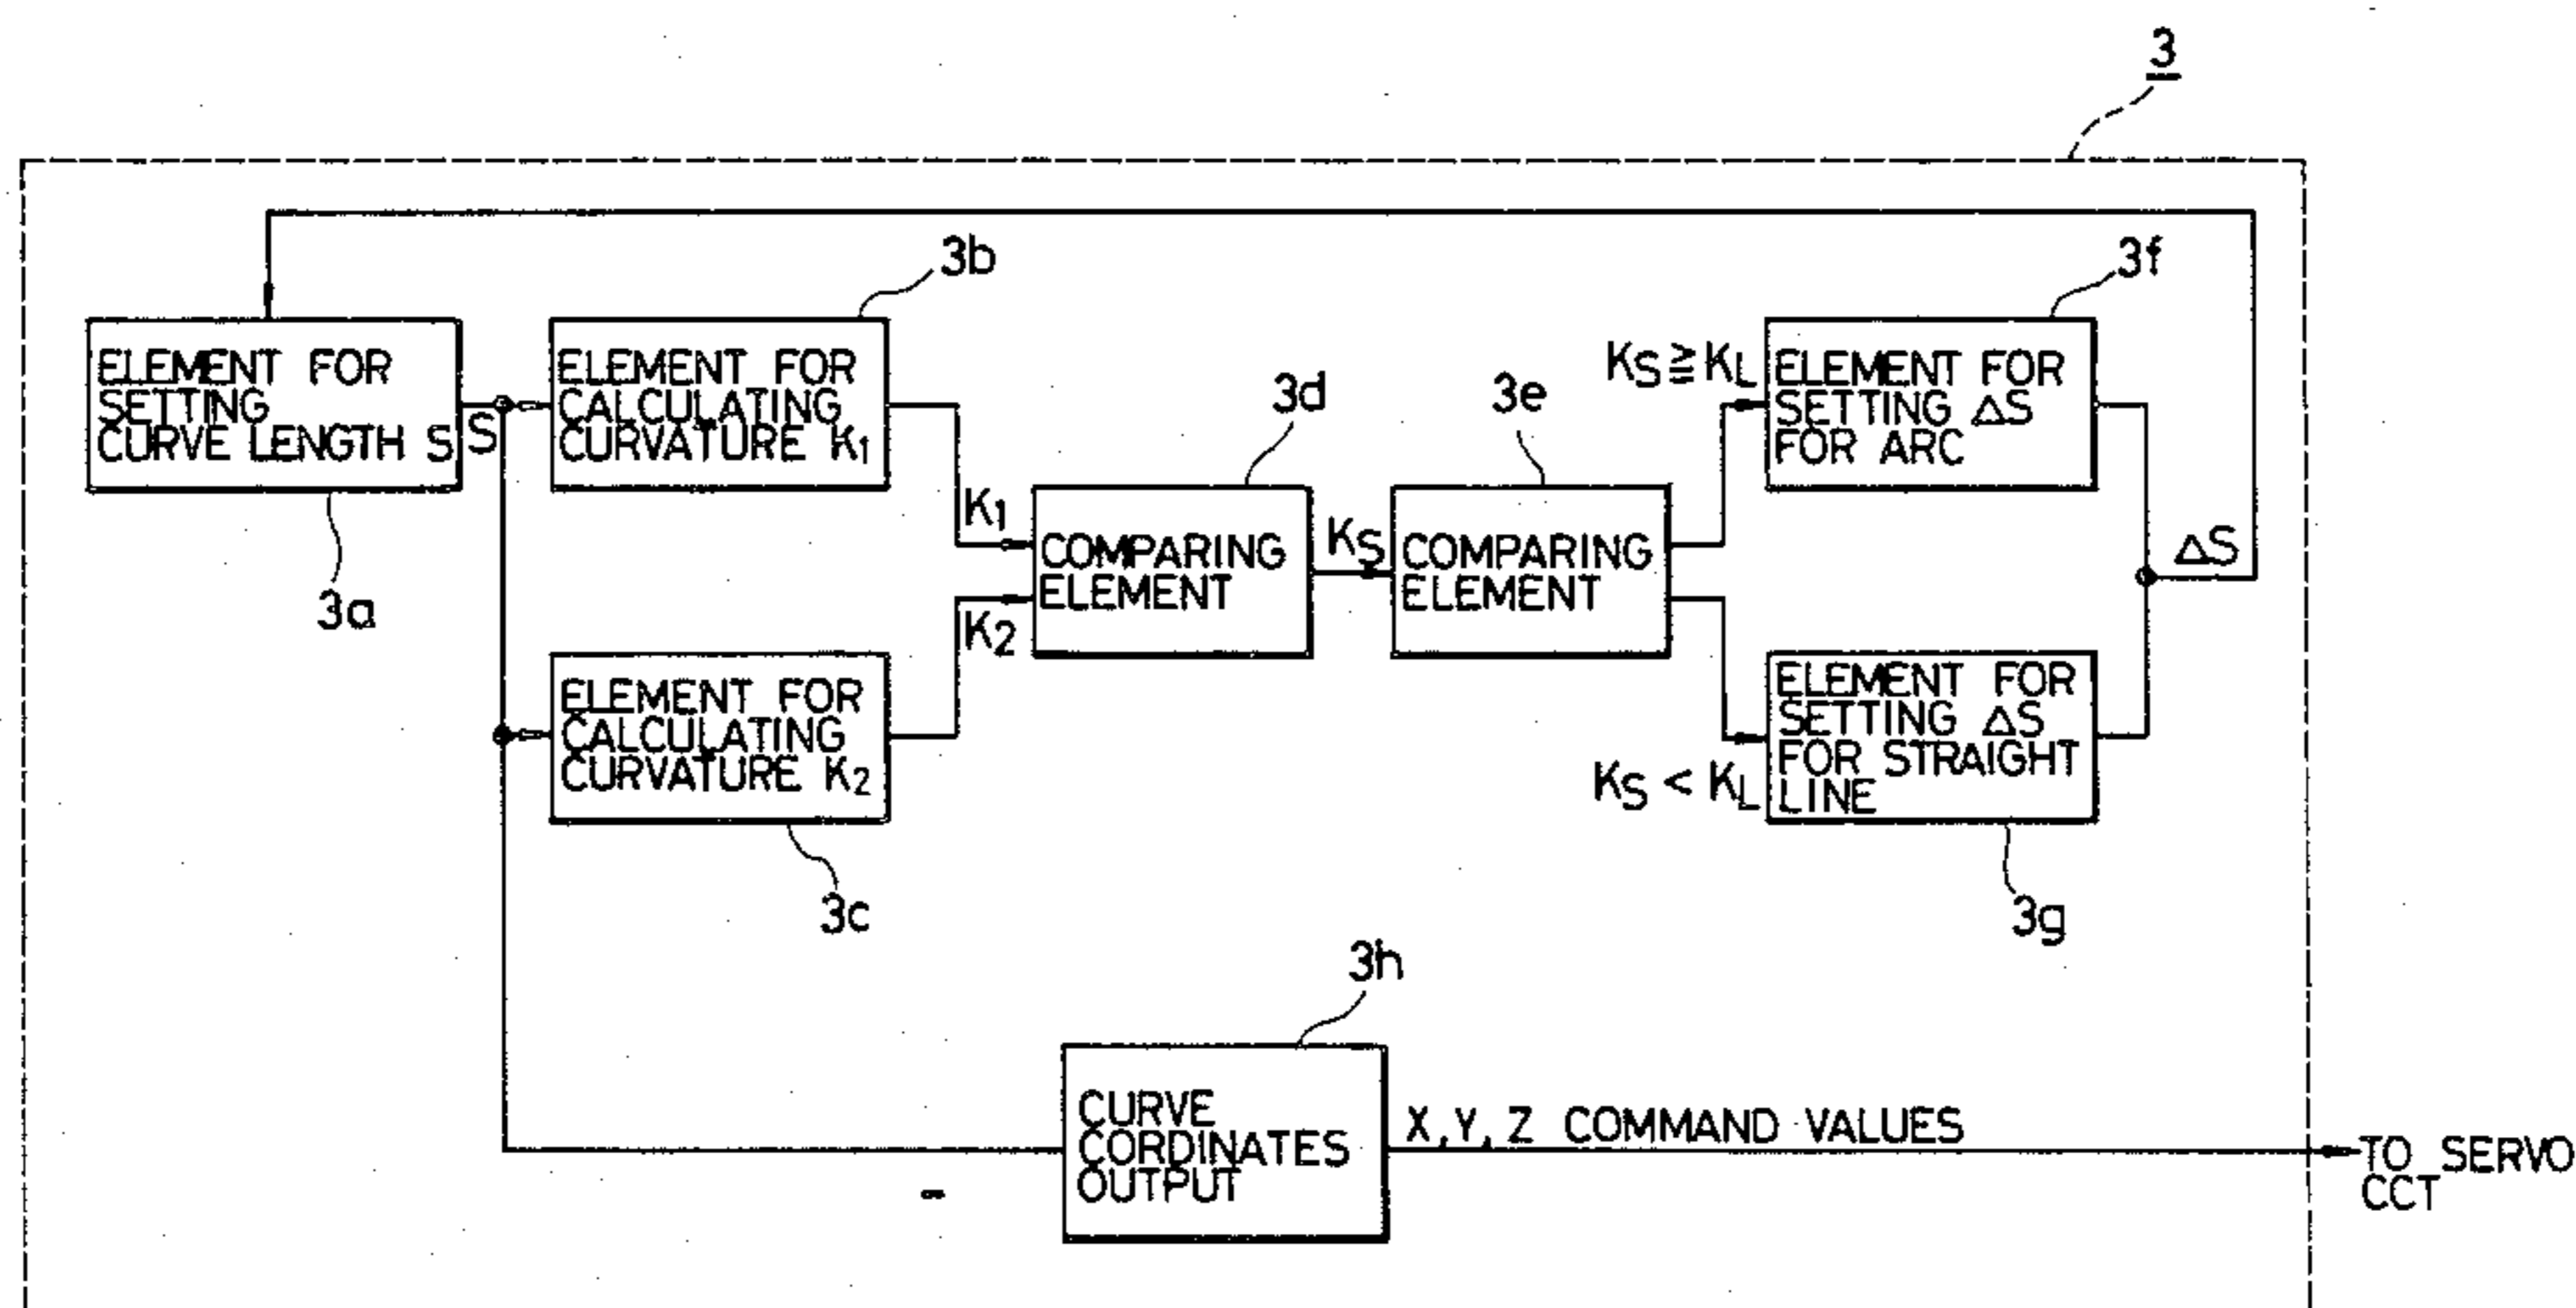 3
3b
3f
ELEMENT FOR
SETTING
CURVE LENGTH S
S
3a
ELEMENT FOR
CALCULATING
CURVATURE K1
K1
3d
COMPARING
ELEMENT
KS
3e
COMPARING
ELEMENT
KS ≧ KL
ELEMENT FOR
SETTING ΔS
FOR ARC
ΔS
K2
ELEMENT FOR
CALCULATING
CURVATURE K2
3c
KS < KL
ELEMENT FOR
SETTING ΔS
FOR STRAIGHT
LINE
3g
3h
CURVE
CORDINATES
OUTPUT
X, Y, Z COMMAND VALUES
TO SERVO
CCT